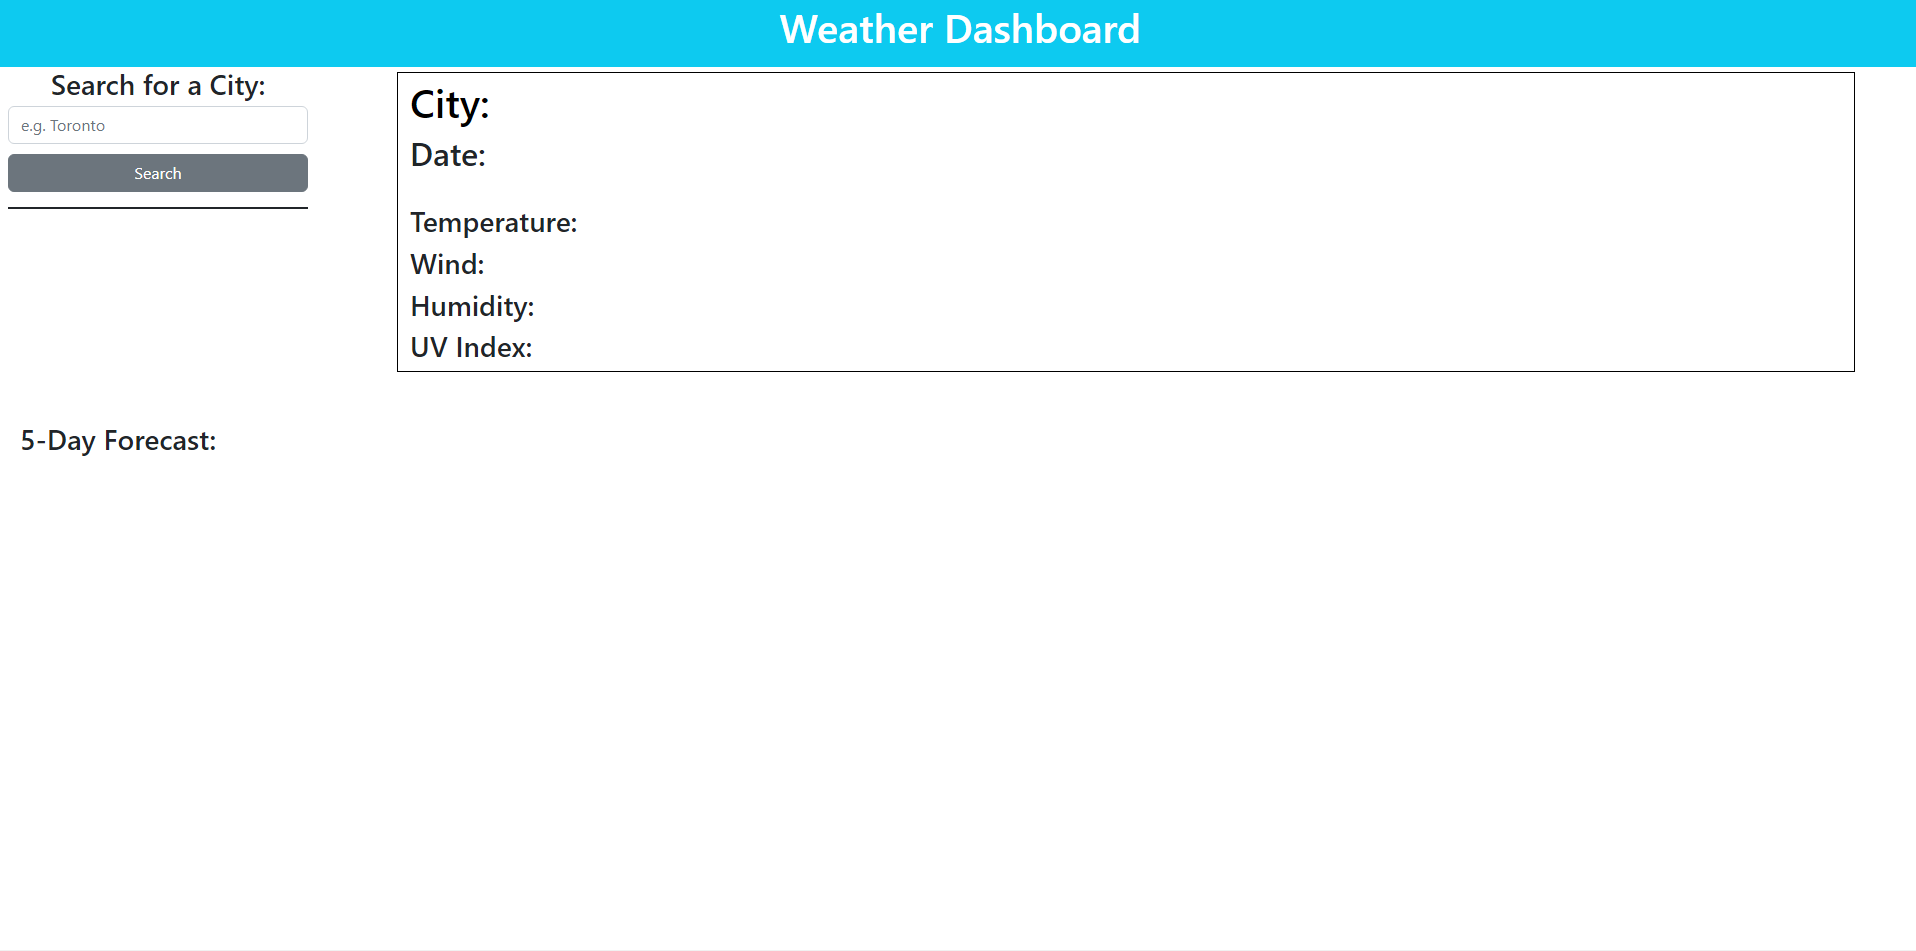 Weather Dashboard
Search for a City:
e.g. Toronto
Search
City:
Date:
Temperature:
Wind:
Humidity:
UV Index:
5-Day Forecast: